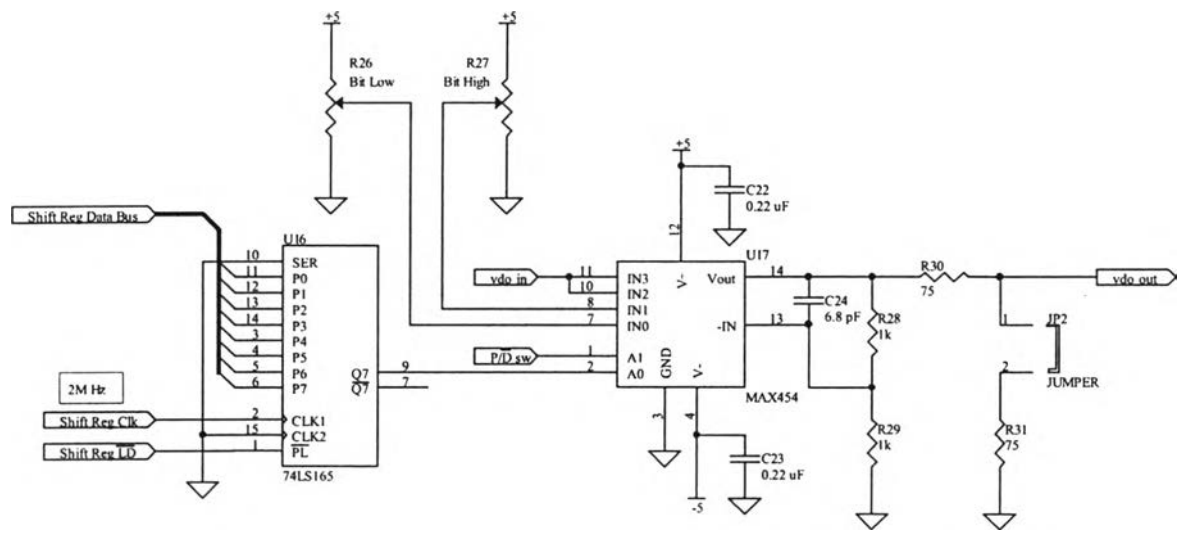 +5
+5
R26
Bit Low
R27
Bit High
+5
C22
0.22 uF
12
Shift Reg Data Bus
U16
10 SER
11 P0
12 P1
13 P2
14 P3
3 P4
4 P5
5 P6
6 P7
Q7 9
Q7 7
2M Hz
Shift Reg Clk
2 CLK1
15 CLK2
Shift Reg LD
1 PL
74LS165
vdo in
P/D sw
U17
11 IN3
10 IN2
8 IN1
7 IN0
1 A1
2 A0
V-
Vout 14
-IN 13
GND
V-
3
4
MAX454
C24
6.8 pF
R28
1k
R29
1k
R30
75
vdo out
1
JP2
2
JUMPER
R31
75
C23
0.22 uF
-5